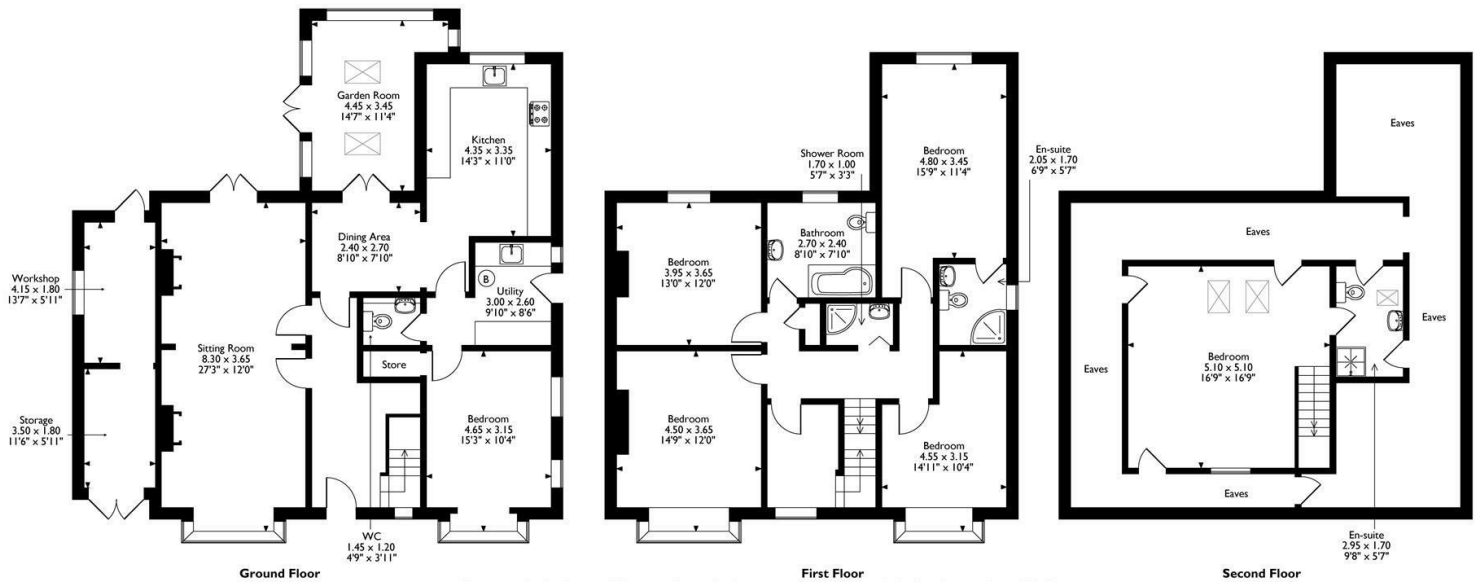 Garden Room
4.45 x 3.45
14'7" x 11'4"
Kitchen
4.35 x 3.35
14'3" x 11'0"
Dining Area
2.40 x 2.70
8'10" x 7'10"
Workshop
4.15 x 1.80
13'7" x 5'11"
B
Utility
3.00 x 2.60
9'10" x 8'6"
Sitting Room
8.30 x 3.65
27'3" x 12'0"
Store
Storage
3.50 x 1.80
11'6" x 5'11"
Bedroom
4.65 x 3.15
15'3" x 10'4"
WC
1.45 x 1.20
4'9" x 3'11"
Ground Floor
Shower Room
1.70 x 1.00
5'7" x 3'3"
Bedroom
4.80 x 3.45
15'9" x 11'4"
En-suite
2.05 x 1.70
6'9" x 5'7"
Bathroom
2.70 x 2.40
8'10" x 7'10"
Bedroom
3.95 x 3.65
13'0" x 12'0"
Bedroom
4.50 x 3.65
14'9" x 12'0"
Bedroom
4.55 x 3.15
14'11" x 10'4"
First Floor
Eaves
Eaves
Eaves
Eaves
Bedroom
5.10 x 5.10
16'9" x 16'9"
Eaves
En-suite
2.95 x 1.70
9'8" x 5'7"
Second Floor